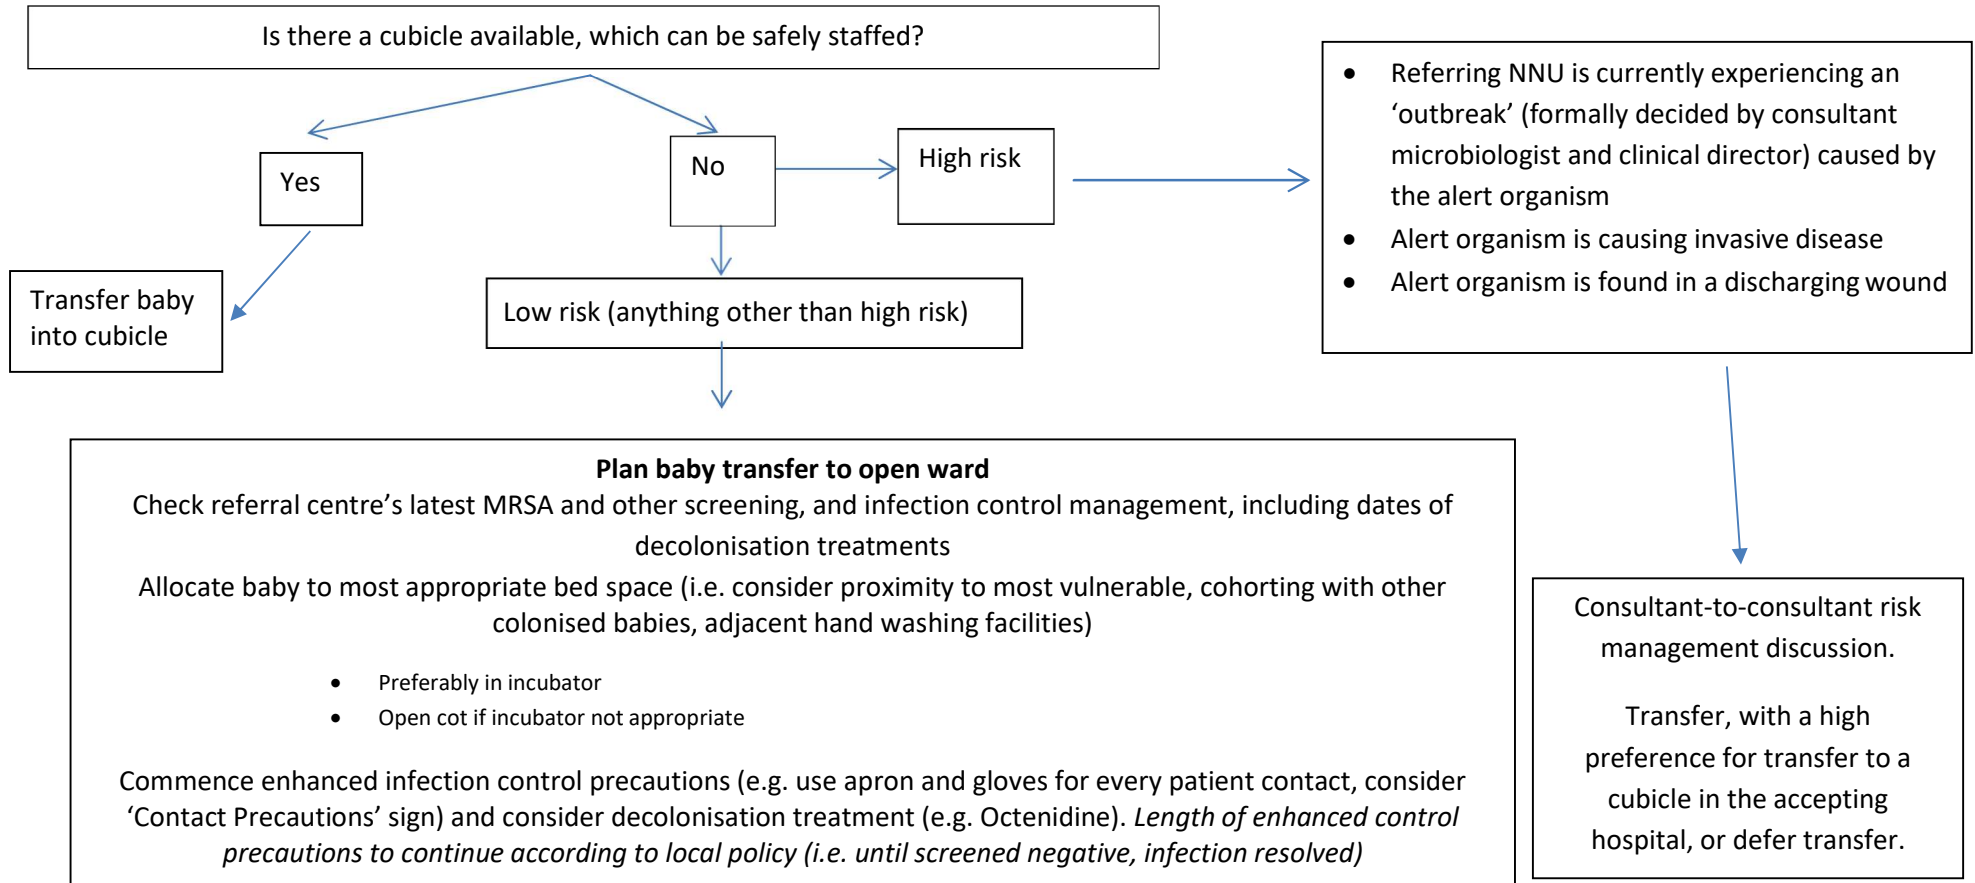 Is there a cubicle available, which can be safely staffed?
Yes
No
High risk
• Referring NNU is currently experiencing an
‘outbreak’ (formally decided by consultant
microbiologist and clinical director) caused by
the alert organism
• Alert organism is causing invasive disease
• Alert organism is found in a discharging wound
Transfer baby
into cubicle
Low risk (anything other than high risk)
Plan baby transfer to open ward
Check referral centre’s latest MRSA and other screening, and infection control management, including dates of
decolonisation treatments
Allocate baby to most appropriate bed space (i.e. consider proximity to most vulnerable, cohorting with other
colonised babies, adjacent hand washing facilities)
• Preferably in incubator
• Open cot if incubator not appropriate
Commence enhanced infection control precautions (e.g. use apron and gloves for every patient contact, consider
‘Contact Precautions’ sign) and consider decolonisation treatment (e.g. Octenidine). Length of enhanced control
precautions to continue according to local policy (i.e. until screened negative, infection resolved)
Consultant-to-consultant risk
management discussion.
Transfer, with a high
preference for transfer to a
cubicle in the accepting
hospital, or defer transfer.